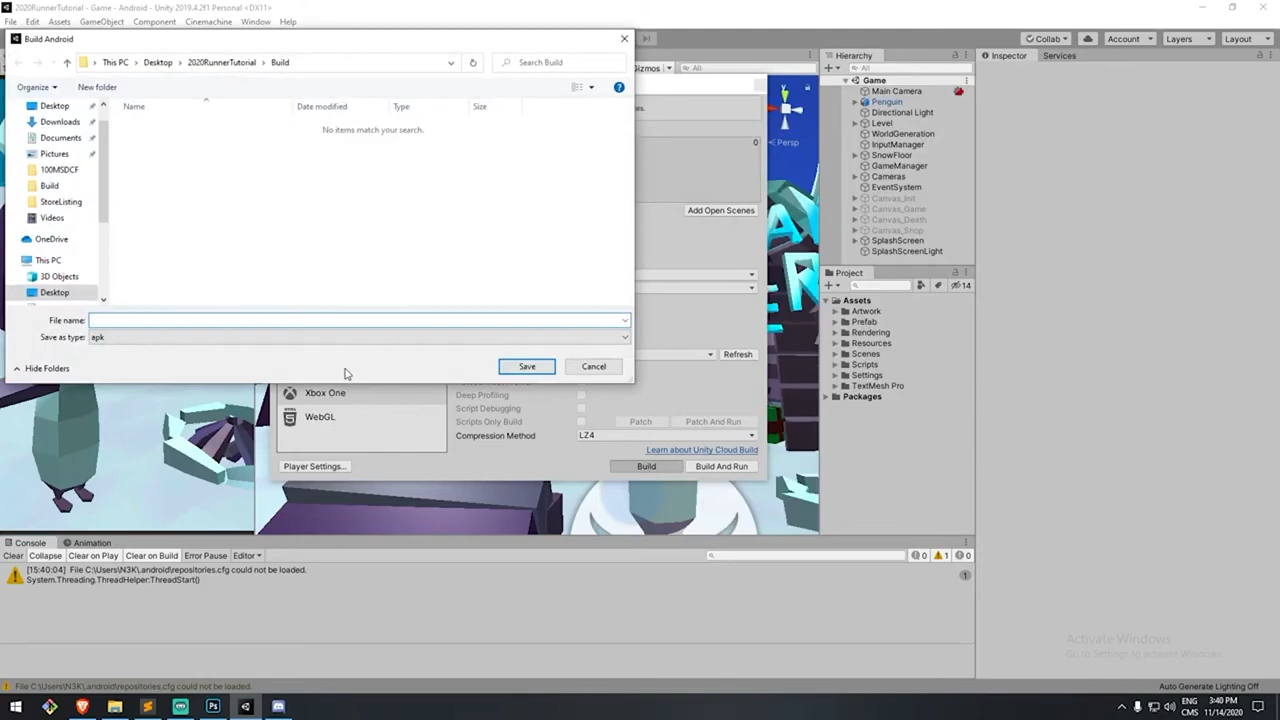 2020RunnerTutorial - Game - Android - Unity 2019.4.2f1 Personal <DX11>
File Edit Assets GameObject Component Cinemachine Window Help
Build Android
Collab Account Layers Layout
This PC > Desktop > 2020RunnerTutorial > Build
Search Build
Organize New folder
Name Date modified Type Size
No items match your search.
Desktop
Downloads
Documents
Pictures
100MSDCF
Build
StoreListing
Videos
OneDrive
This PC
3D Objects
Desktop
File name:
Save as type: apk
Hide Folders
Save Cancel
Gizmos All
0
Persp
Add Open Scenes
Refresh
Xbox One
WebGL
Deep Profiling
Script Debugging
Scripts Only Build
Patch Patch And Run
Compression Method LZ4
Learn about Unity Cloud Build
Player Settings...
Build Build And Run
Hierarchy
All
Game
Main Camera
Penguin
Directional Light
Level
WorldGeneration
InputManager
SnowFloor
GameManager
Cameras
EventSystem
Canvas_Init
Canvas_Game
Canvas_Death
Canvas_Shop
SplashScreen
SplashScreenLight
Project
14
Assets
Artwork
Prefab
Rendering
Resources
Scenes
Scripts
Settings
TextMesh Pro
Packages
Inspector Services
Console Animation
Clear Collapse Clear on Play Clear on Build Error Pause Editor
0 1 0
[15:40:04] File C:\Users\N3K\.android\repositories.cfg could not be loaded.
System.Threading.ThreadHelper:ThreadStart()
1
Activate Windows
Go to Settings to activate Windows.
File C:\Users\N3K\.android\repositories.cfg could not be loaded.
Auto Generate Lighting Off
ENG
CMS
3:40 PM
11/14/2020